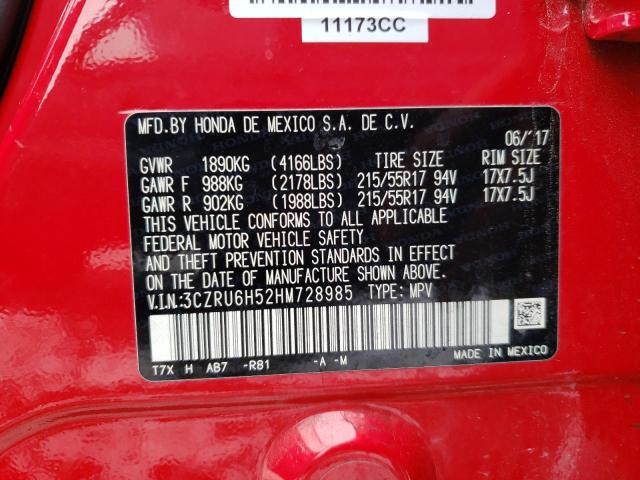 11173CC
MFD.BY HONDA DE MEXICO S.A. DE C.V.
06/'17
GVWR 1890KG (4166LBS) TIRE SIZE RIM SIZE
GAWR F 988KG (2178LBS) 215/55R17 94V 17X7.5J
GAWR R 902KG (1988LBS) 215/55R17 94V 17X7.5J
THIS VEHICLE CONFORMS TO ALL APPLICABLE
FEDERAL MOTOR VEHICLE SAFETY
AND THEFT PREVENTION STANDARDS IN EFFECT
ON THE DATE OF MANUFACTURE SHOWN ABOVE.
V.I.N:3CZRU6H52HM728985 TYPE: MPV
T7X H AB7 -R81 -A -M
MADE IN MEXICO